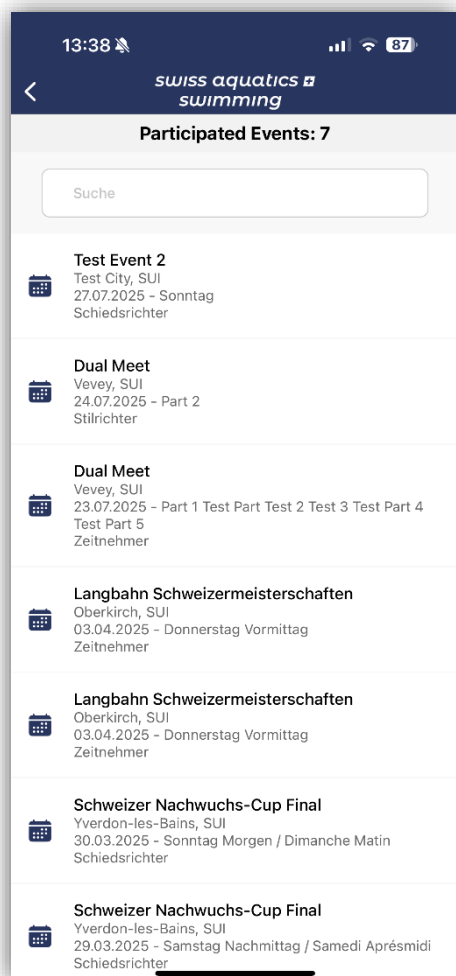 13:38
87
swiss aquatics
swimming
Participated Events: 7
Suche
Test Event 2
Test City, SUI
27.07.2025 - Sonntag
Schiedsrichter
Dual Meet
Vevey, SUI
24.07.2025 - Part 2
Stilrichter
Dual Meet
Vevey, SUI
23.07.2025 - Part 1 Test Part Test 2 Test 3 Test Part 4
Test Part 5
Zeitnehmer
Langbahn Schweizermeisterschaften
Oberkirch, SUI
03.04.2025 - Donnerstag Vormittag
Zeitnehmer
Langbahn Schweizermeisterschaften
Oberkirch, SUI
03.04.2025 - Donnerstag Vormittag
Zeitnehmer
Schweizer Nachwuchs-Cup Final
Yverdon-les-Bains, SUI
30.03.2025 - Sonntag Morgen / Dimanche Matin
Schiedsrichter
Schweizer Nachwuchs-Cup Final
Yverdon-les-Bains, SUI
29.03.2025 - Samstag Nachmittag / Samedi Aprésmidi
Schiedsrichter